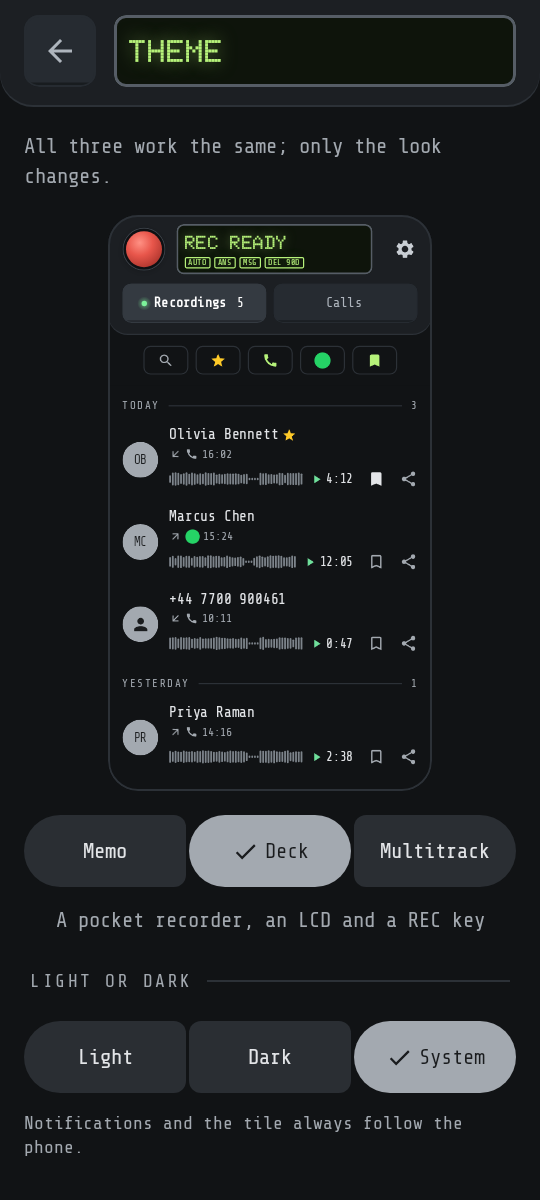 THEME
All three work the same; only the look
changes.
REC READY
AUTO ANS MSG DEL 90D
Recordings 5
Calls
TODAY 3
Olivia Bennett
OB
16:02
4:12
Marcus Chen
MC
15:24
12:05
+44 7700 900461
10:11
0:47
YESTERDAY 1
Priya Raman
PR
14:16
2:38
Memo
Deck
Multitrack
A pocket recorder, an LCD and a REC key
LIGHT OR DARK
Light
Dark
System
Notifications and the tile always follow the
phone.